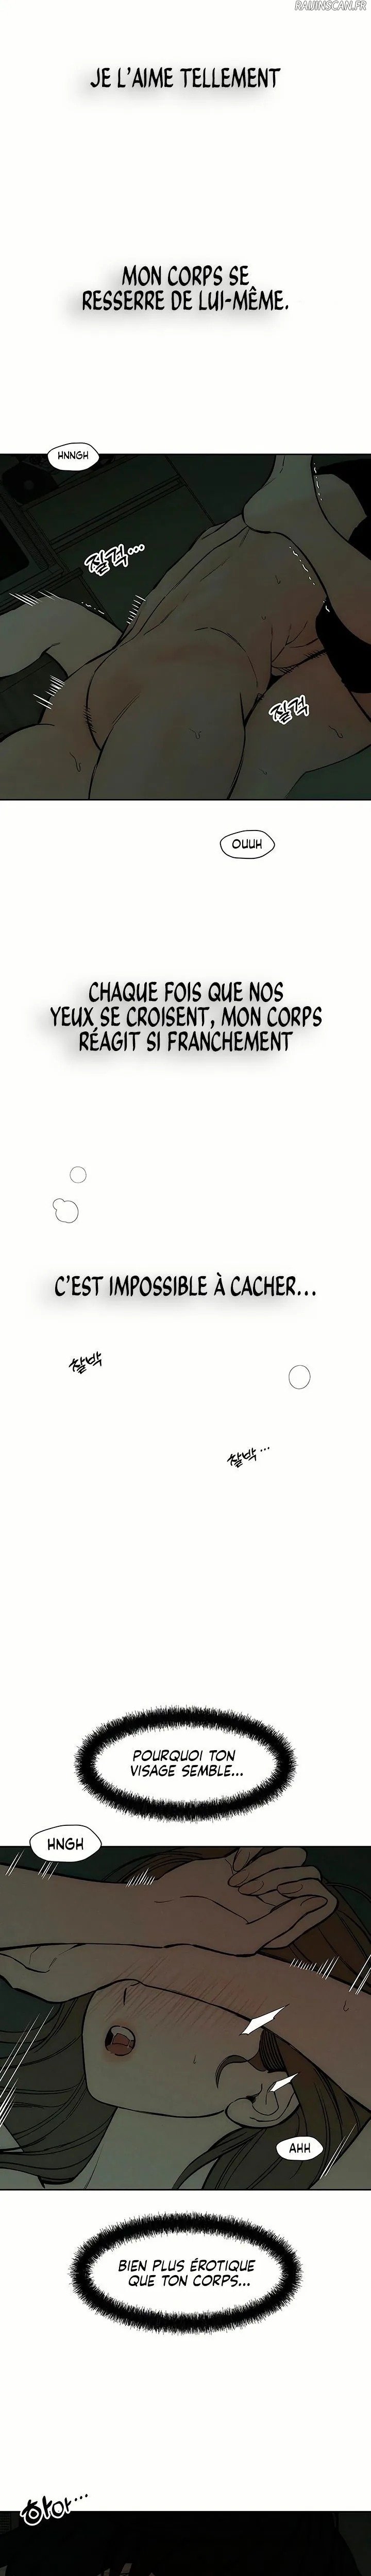 RAIJINSCAN.FR
JE L'AIME TELLEMENT
MON CORPS SE
RESSERRE DE LUI-MÊME.
HNNGH
질걱...
질걱
OUUH
CHAQUE FOIS QUE NOS
YEUX SE CROISENT, MON CORPS
RÉAGIT SI FRANCHEMENT
C'EST IMPOSSIBLE À CACHER...
찰박
찰박...
POURQUOI TON
VISAGE SEMBLE...
HNGH
AHH
BIEN PLUS ÉROTIQUE
QUE TON CORPS...
하아...